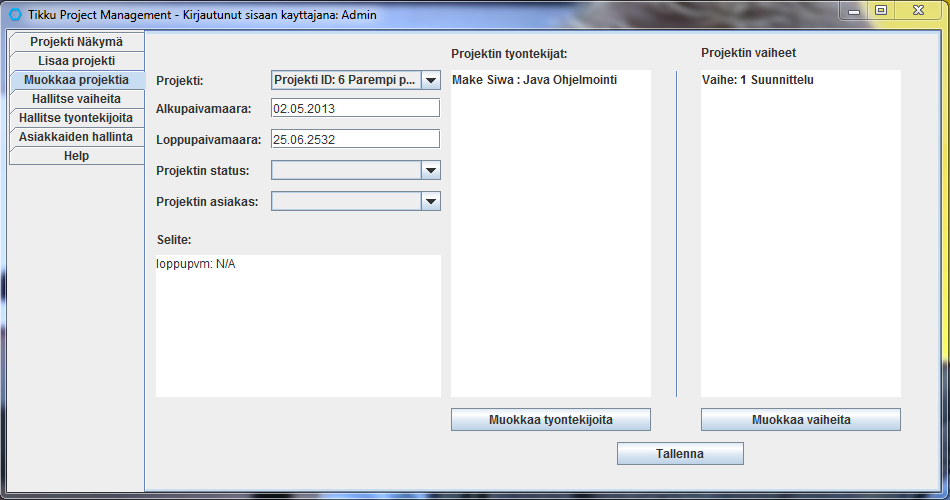 Tikku Project Management - Kirjautunut sisaan kayttajana: Admin
Projekti Näkymä
Lisaa projekti
Muokkaa projektia
Hallitse vaiheita
Hallitse tyontekijoita
Asiakkaiden hallinta
Help
Projekti:
Projekti ID: 6 Parempi p...
Alkupaivamaara:
02.05.2013
Loppupaivamaara:
25.06.2532
Projektin status:
Projektin asiakas:
Selite:
loppupvm: N/A
Projektin tyontekijat:
Make Siwa : Java Ohjelmointi
Muokkaa tyontekijoita
Projektin vaiheet
Vaihe: 1 Suunnittelu
Muokkaa vaiheita
Tallenna